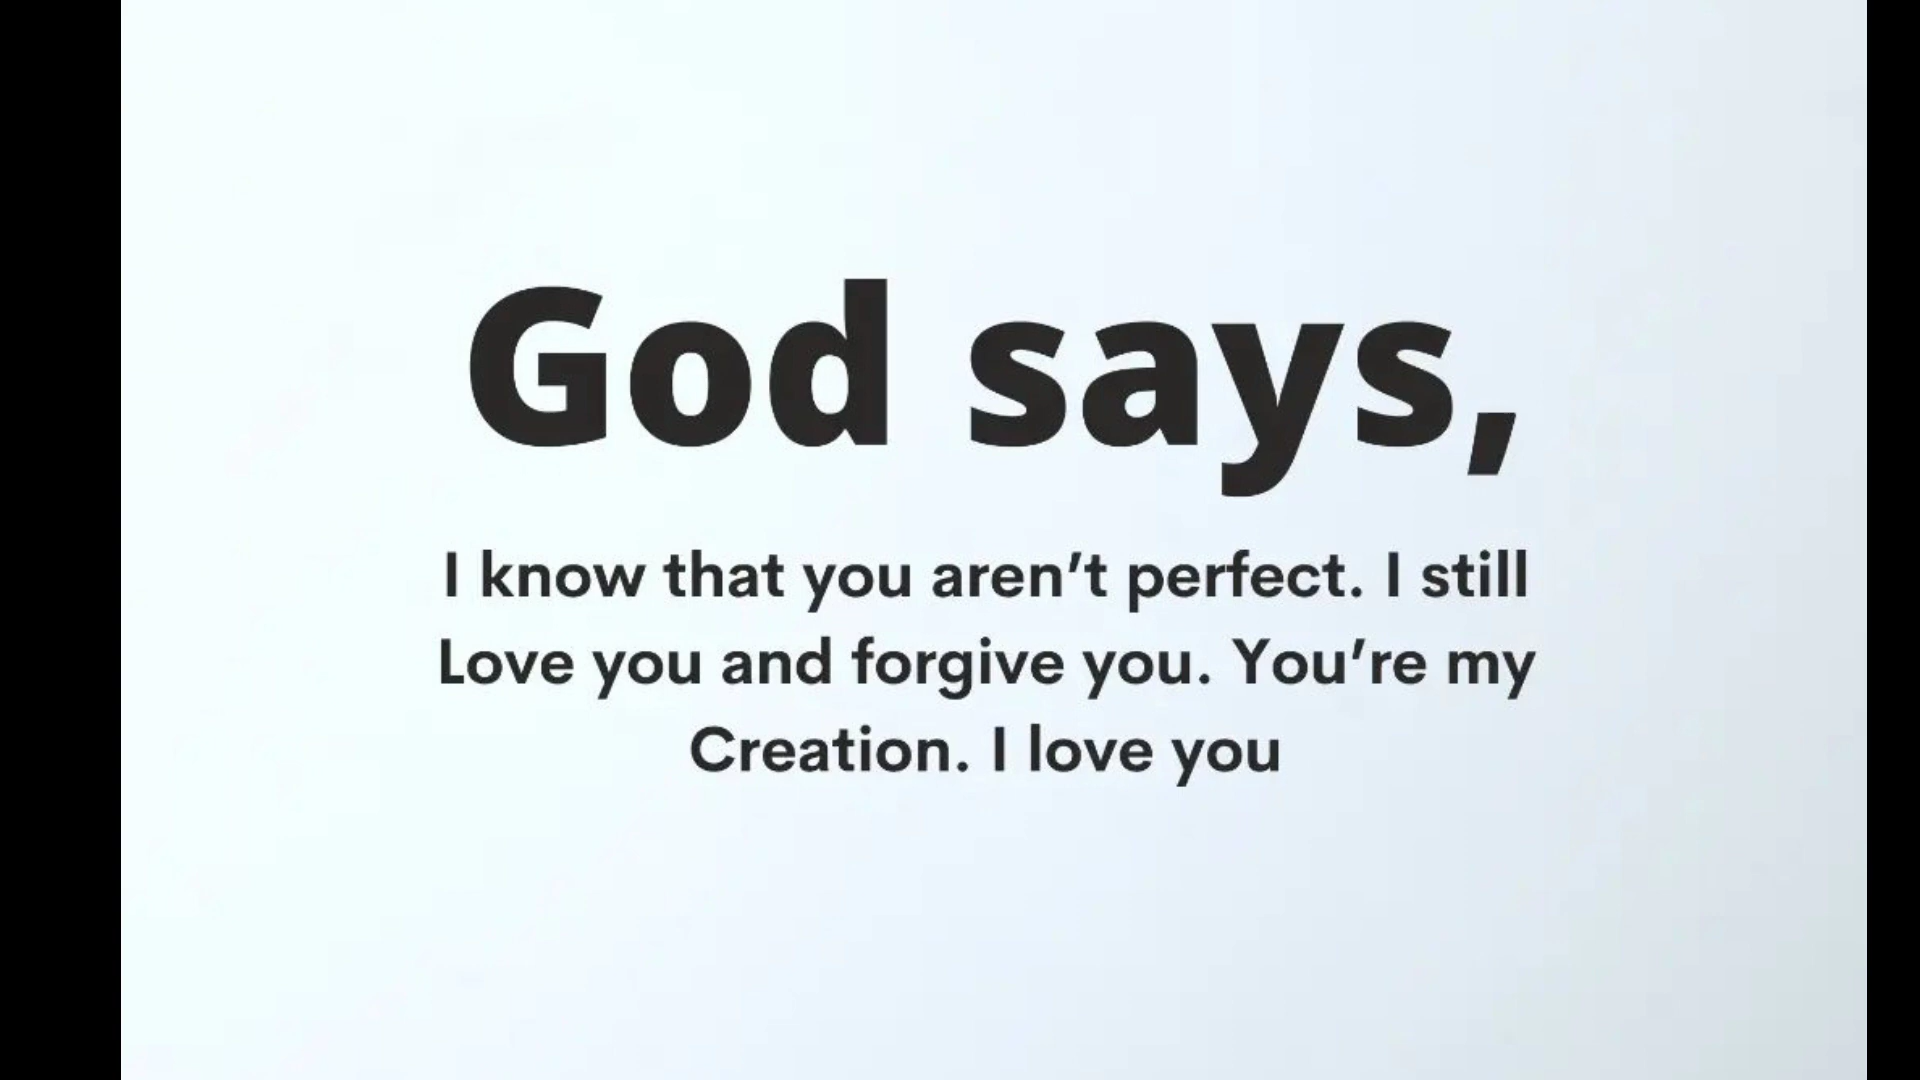 God says,
I know that you aren’t perfect. I still
Love you and forgive you. You’re my
Creation. I love you